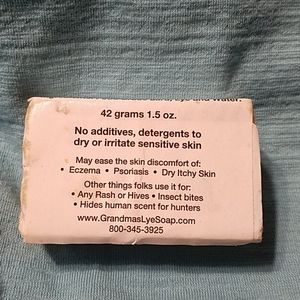 and water.
42 grams 1.5 oz.
No additives, detergents to
dry or irritate sensitive skin
May ease the skin discomfort of:
• Eczema • Psoriasis • Dry Itchy Skin
Other things folks use it for:
• Any Rash or Hives • Insect bites
• Hides human scent for hunters
www.GrandmasLyeSoap.com
800-345-3925